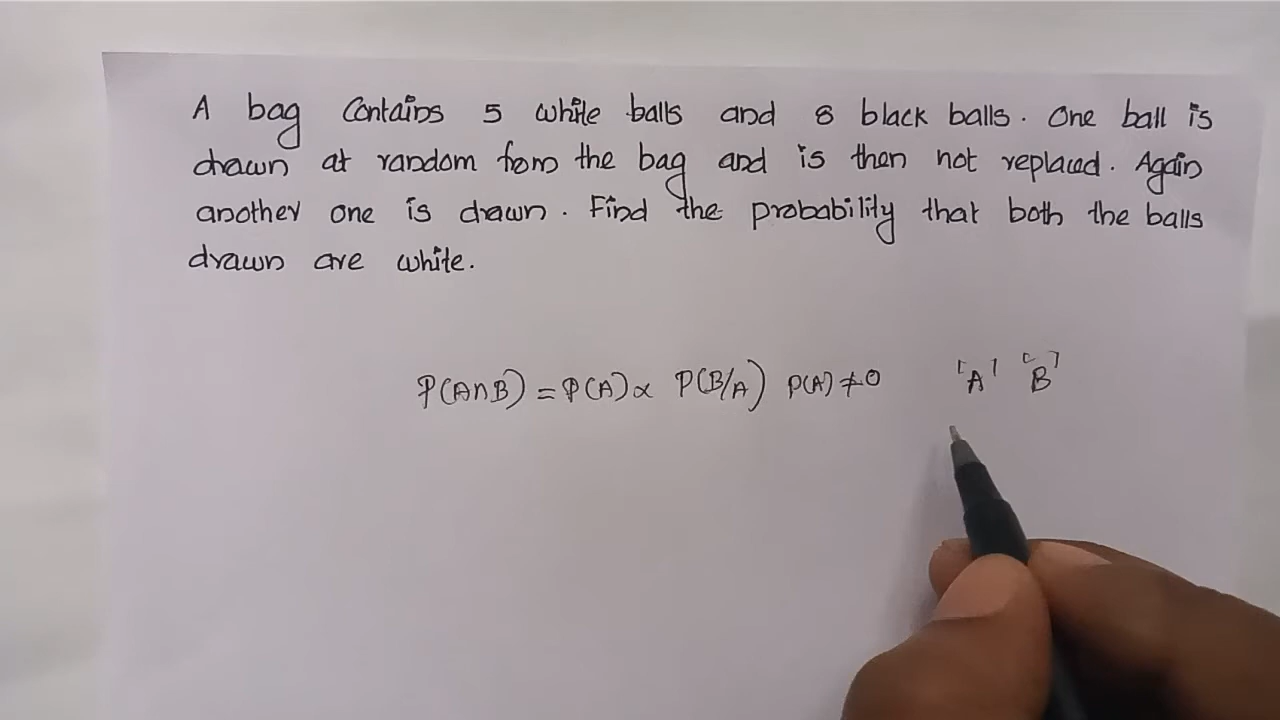 A bag Contains 5 white balls and 8 black balls. One ball is
drawn at random from the bag and is then not replaced. Again
another one is drawn. Find the probability that both the balls
drawn are white.
P(A∩B) = P(A) × P(B/A) P(A) ≠ 0 「A」 「B」